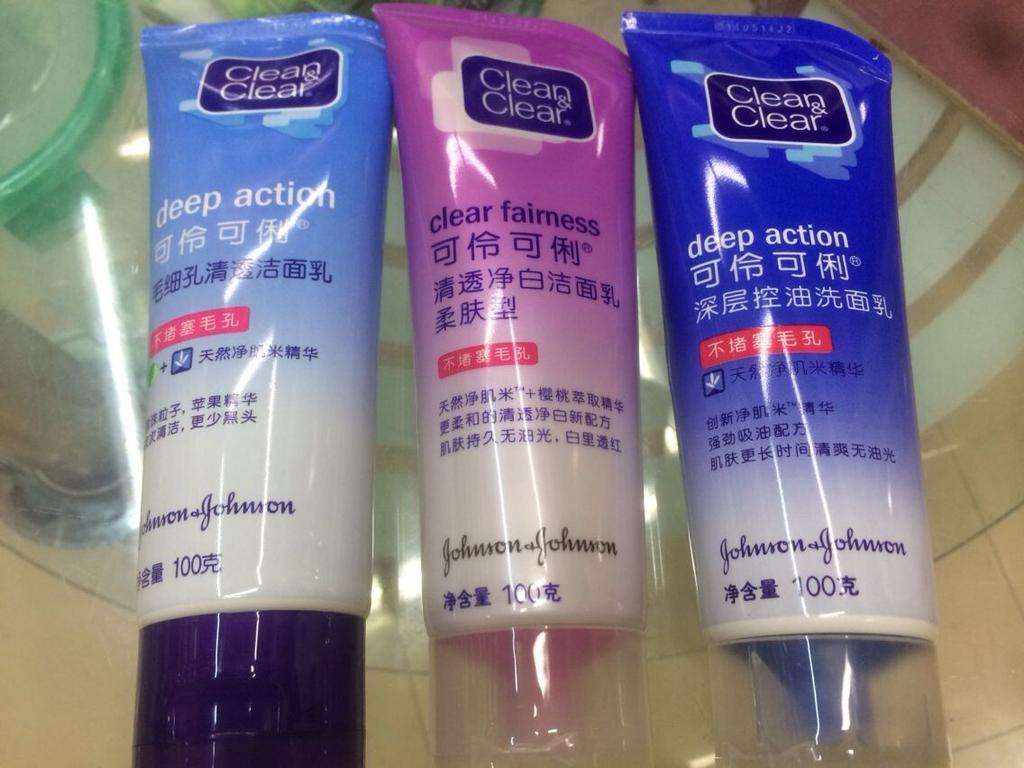 Clean &
Clear
deep action
可伶可俐®
毛细孔清透洁面乳
不堵塞毛孔
+ 天然净肌米精华
粒子，苹果精华
清洁，更少黑头
Johnson & Johnson
净含量 100克
Clean &
Clear®
clear fairness
可伶可俐®
清透净白洁面乳
柔肤型
不堵塞毛孔
天然净肌米™+樱桃萃取精华
更柔和的清透净白新配方
肌肤持久无油光，白里透红
Johnson & Johnson
净含量 100克
Clean &
Clear®
deep action
可伶可俐®
深层控油洗面乳
不堵塞毛孔
天然净肌米精华
创新净肌米™精华
强劲吸油配方
肌肤更长时间清爽无油光
Johnson & Johnson
净含量 100克